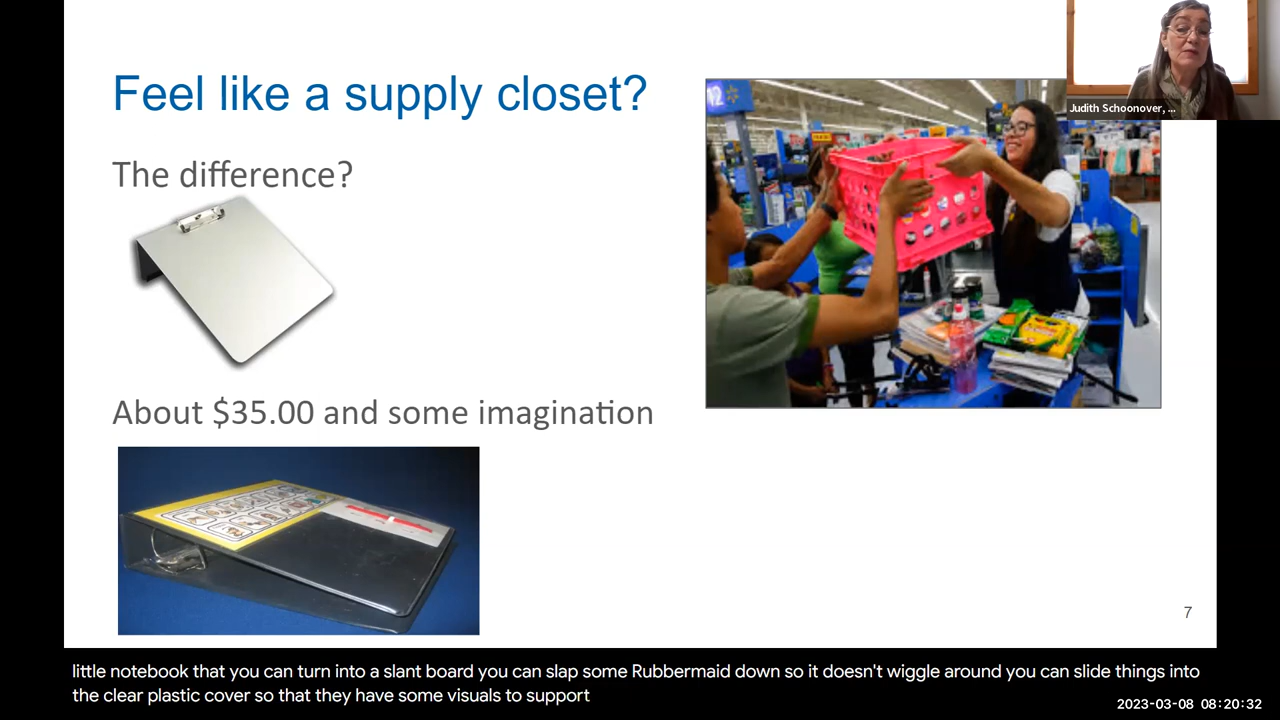 Feel like a supply closet?
The difference?
About $35.00 and some imagination
12
Judith Schoonover, ...
7
little notebook that you can turn into a slant board you can slap some Rubbermaid down so it doesn't wiggle around you can slide things into
the clear plastic cover so that they have some visuals to support
2023-03-08 08:20:32